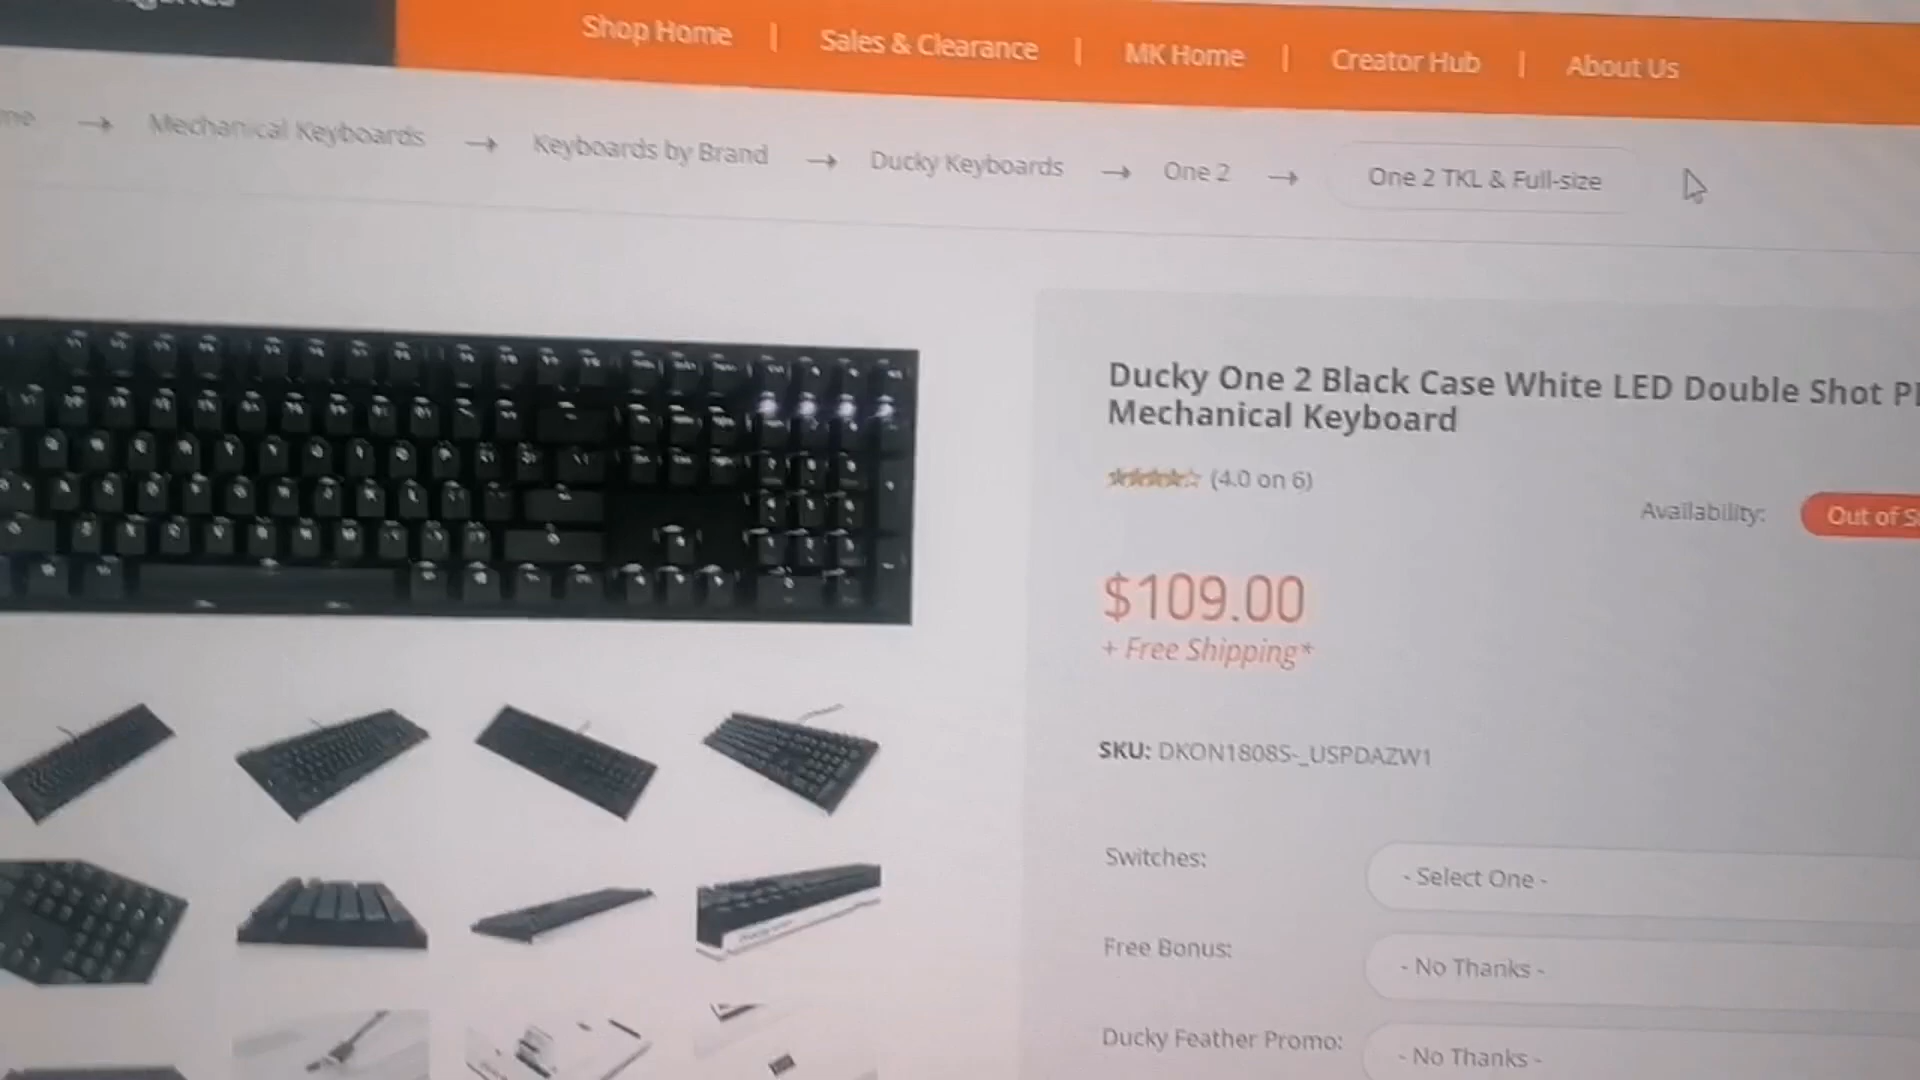 Shop Home | Sales & Clearance | MK Home | Creator Hub | About Us
→ Mechanical Keyboards → Keyboards by Brand → Ducky Keyboards → One 2 → One 2 TKL & Full-size
Ducky One 2 Black Case White LED Double Shot
Mechanical Keyboard
(4.0 on 6)
Availability: Out of
$109.00
+ Free Shipping*
SKU: DKON1808S-_USPDAZW1
Switches: - Select One -
Free Bonus: - No Thanks -
Ducky Feather Promo: - No Thanks -